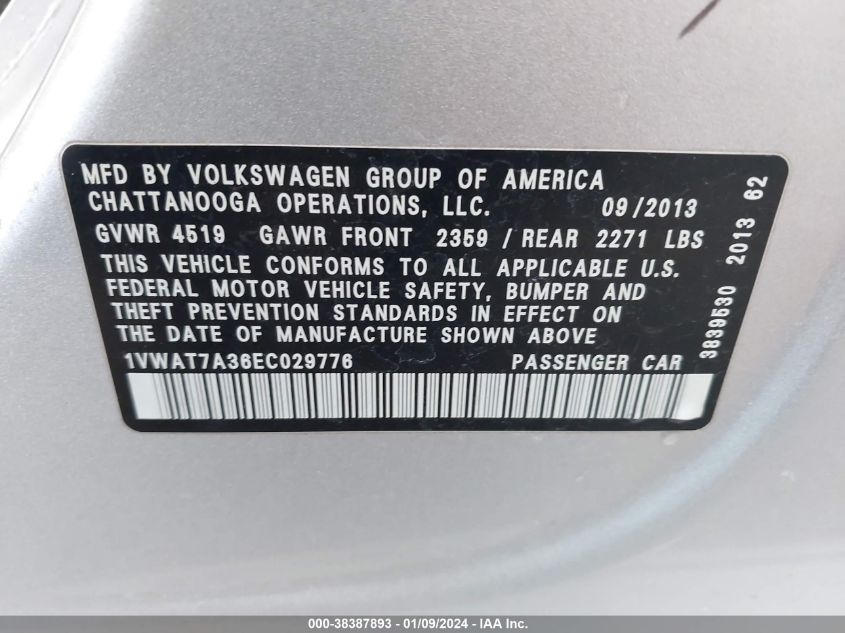 MFD BY VOLKSWAGEN GROUP OF AMERICA
CHATTANOOGA OPERATIONS, LLC. 09/2013
GVWR 4519 GAWR FRONT 2359 / REAR 2271 LBS
THIS VEHICLE CONFORMS TO ALL APPLICABLE U.S.
FEDERAL MOTOR VEHICLE SAFETY, BUMPER AND
THEFT PREVENTION STANDARDS IN EFFECT ON
THE DATE OF MANUFACTURE SHOWN ABOVE
1VWAT7A36EC029776 PASSENGER CAR
3839530 2013 62
000-38387893 - 01/09/2024 - IAA Inc.